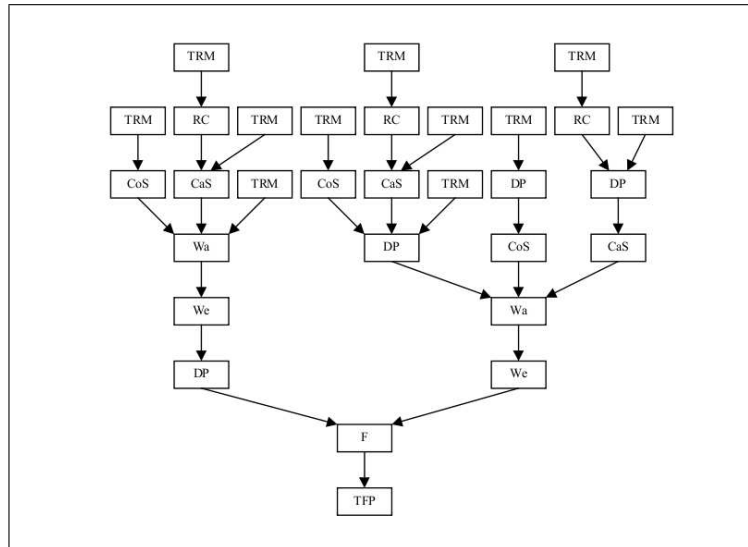 TRM TRM TRM
TRM RC TRM TRM RC TRM TRM RC TRM
CoS CaS TRM CoS CaS TRM DP DP
Wa DP CoS CaS
We Wa
DP We
F
TFP